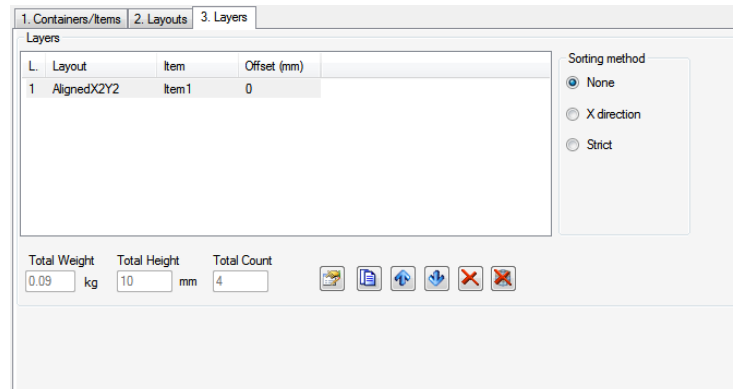 1. Containers/Items 2. Layouts 3. Layers
Layers
L. Layout Item Offset (mm)
1 AlignedX2Y2 Item1 0
Sorting method
None
X direction
Strict
Total Weight Total Height Total Count
0.09 kg 10 mm 4